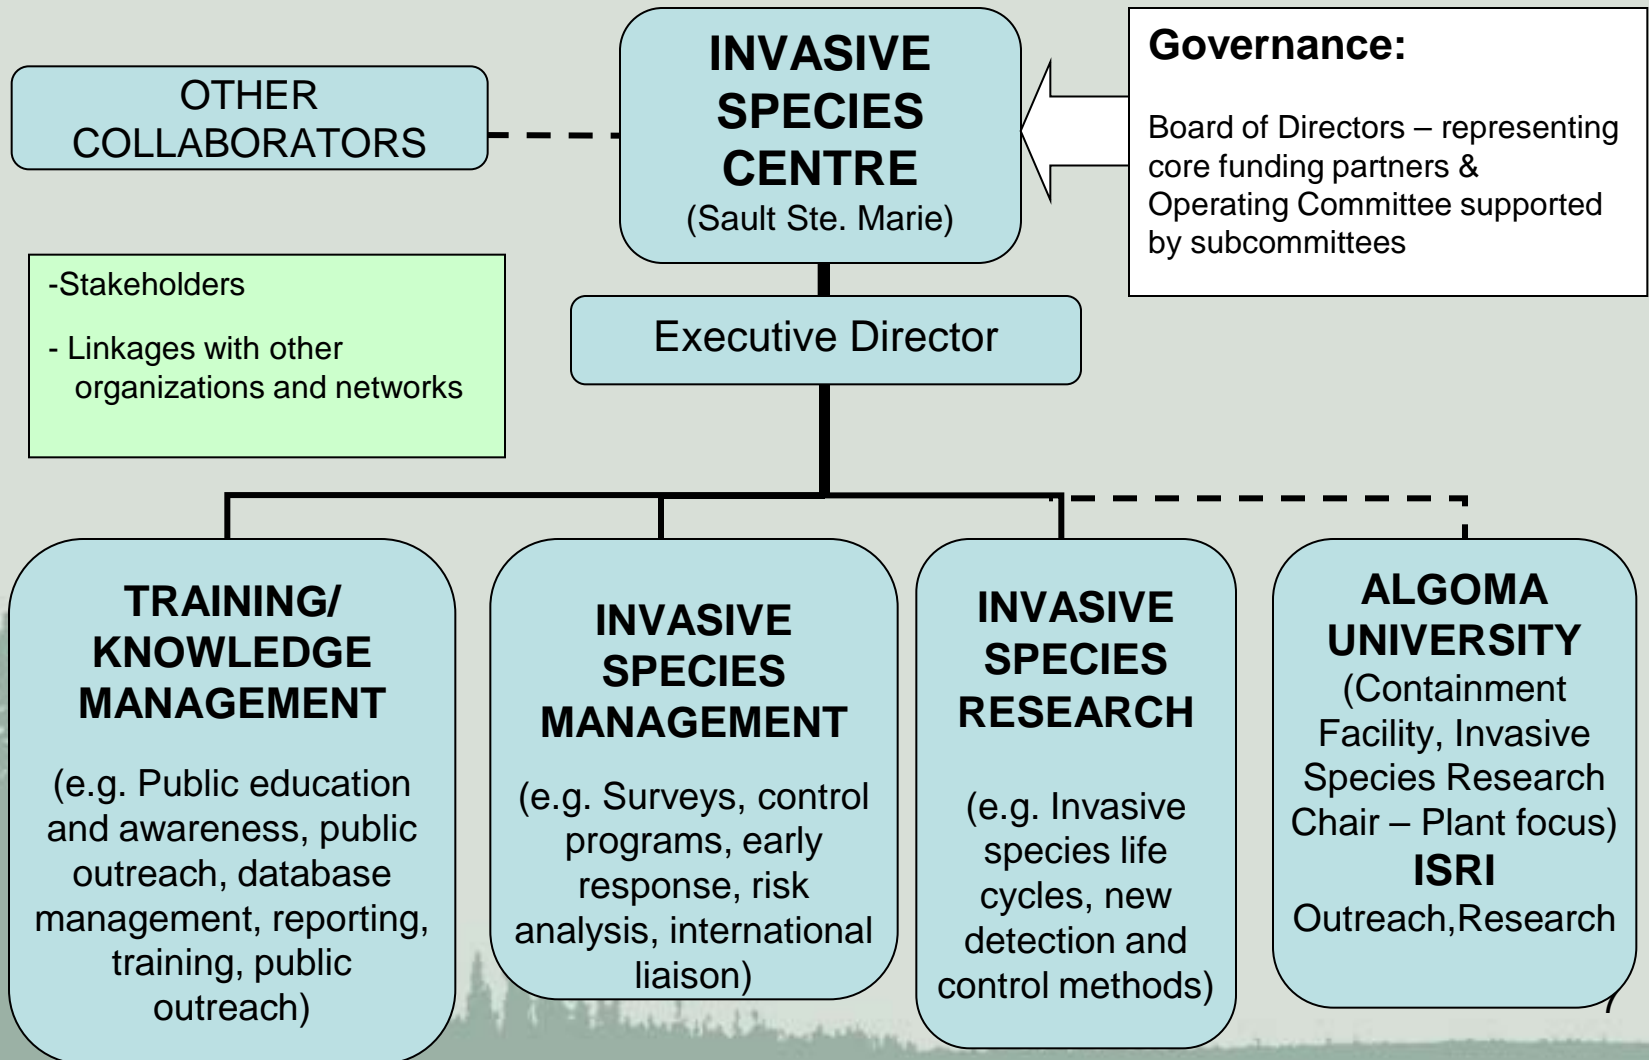 OTHER
COLLABORATORS
INVASIVE
SPECIES
CENTRE
(Sault Ste. Marie)
Governance:
Board of Directors – representing
core funding partners &
Operating Committee supported
by subcommittees
-Stakeholders
- Linkages with other
organizations and networks
Executive Director
TRAINING/
KNOWLEDGE
MANAGEMENT
(e.g. Public education
and awareness, public
outreach, database
management, reporting,
training, public
outreach)
INVASIVE
SPECIES
MANAGEMENT
(e.g. Surveys, control
programs, early
response, risk
analysis, international
liaison)
INVASIVE
SPECIES
RESEARCH
(e.g. Invasive
species life
cycles, new
detection and
control methods)
ALGOMA
UNIVERSITY
(Containment
Facility, Invasive
Species Research
Chair – Plant focus)
ISRI
Outreach,Research
7